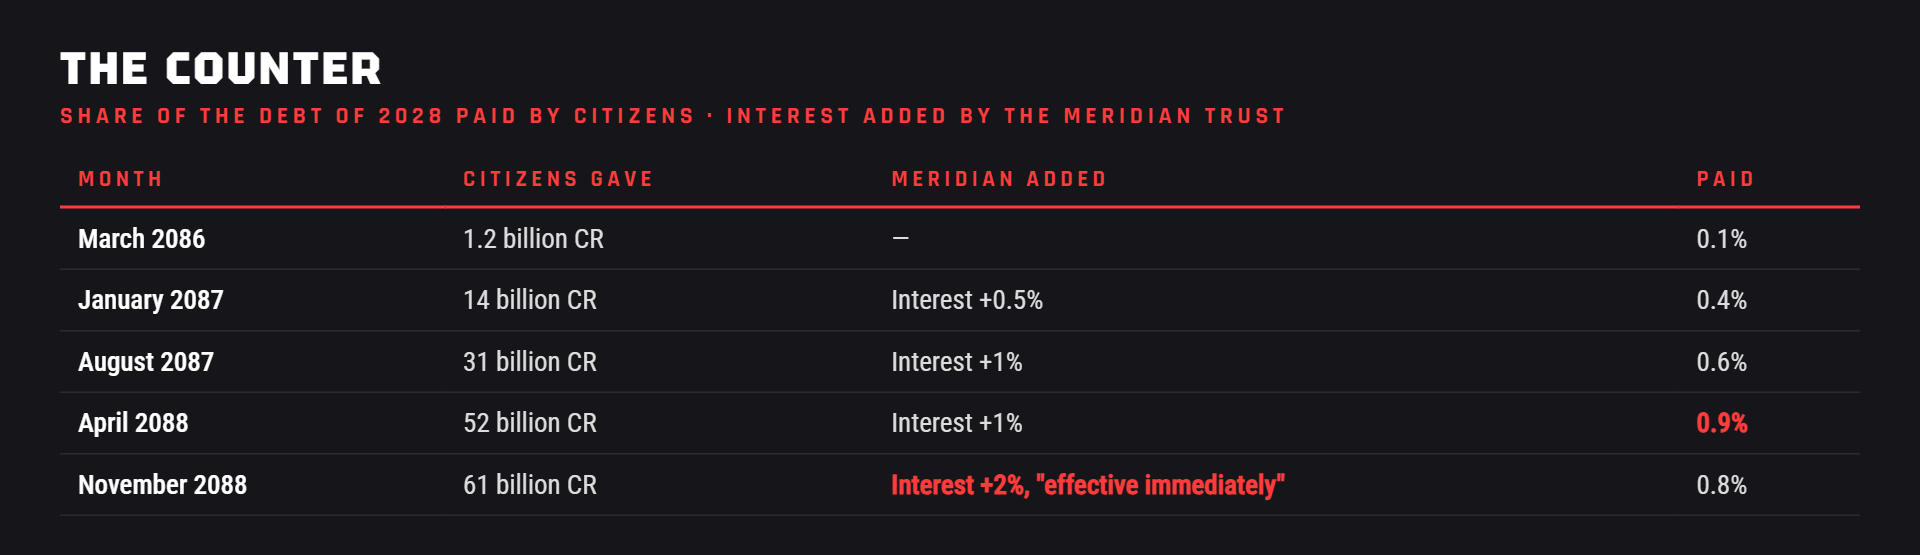 THE COUNTER
SHARE OF THE DEBT OF 2028 PAID BY CITIZENS · INTEREST ADDED BY THE MERIDIAN TRUST
MONTH CITIZENS GAVE MERIDIAN ADDED PAID
March 2086 1.2 billion CR — 0.1%
January 2087 14 billion CR Interest +0.5% 0.4%
August 2087 31 billion CR Interest +1% 0.6%
April 2088 52 billion CR Interest +1% 0.9%
November 2088 61 billion CR Interest +2%, "effective immediately" 0.8%